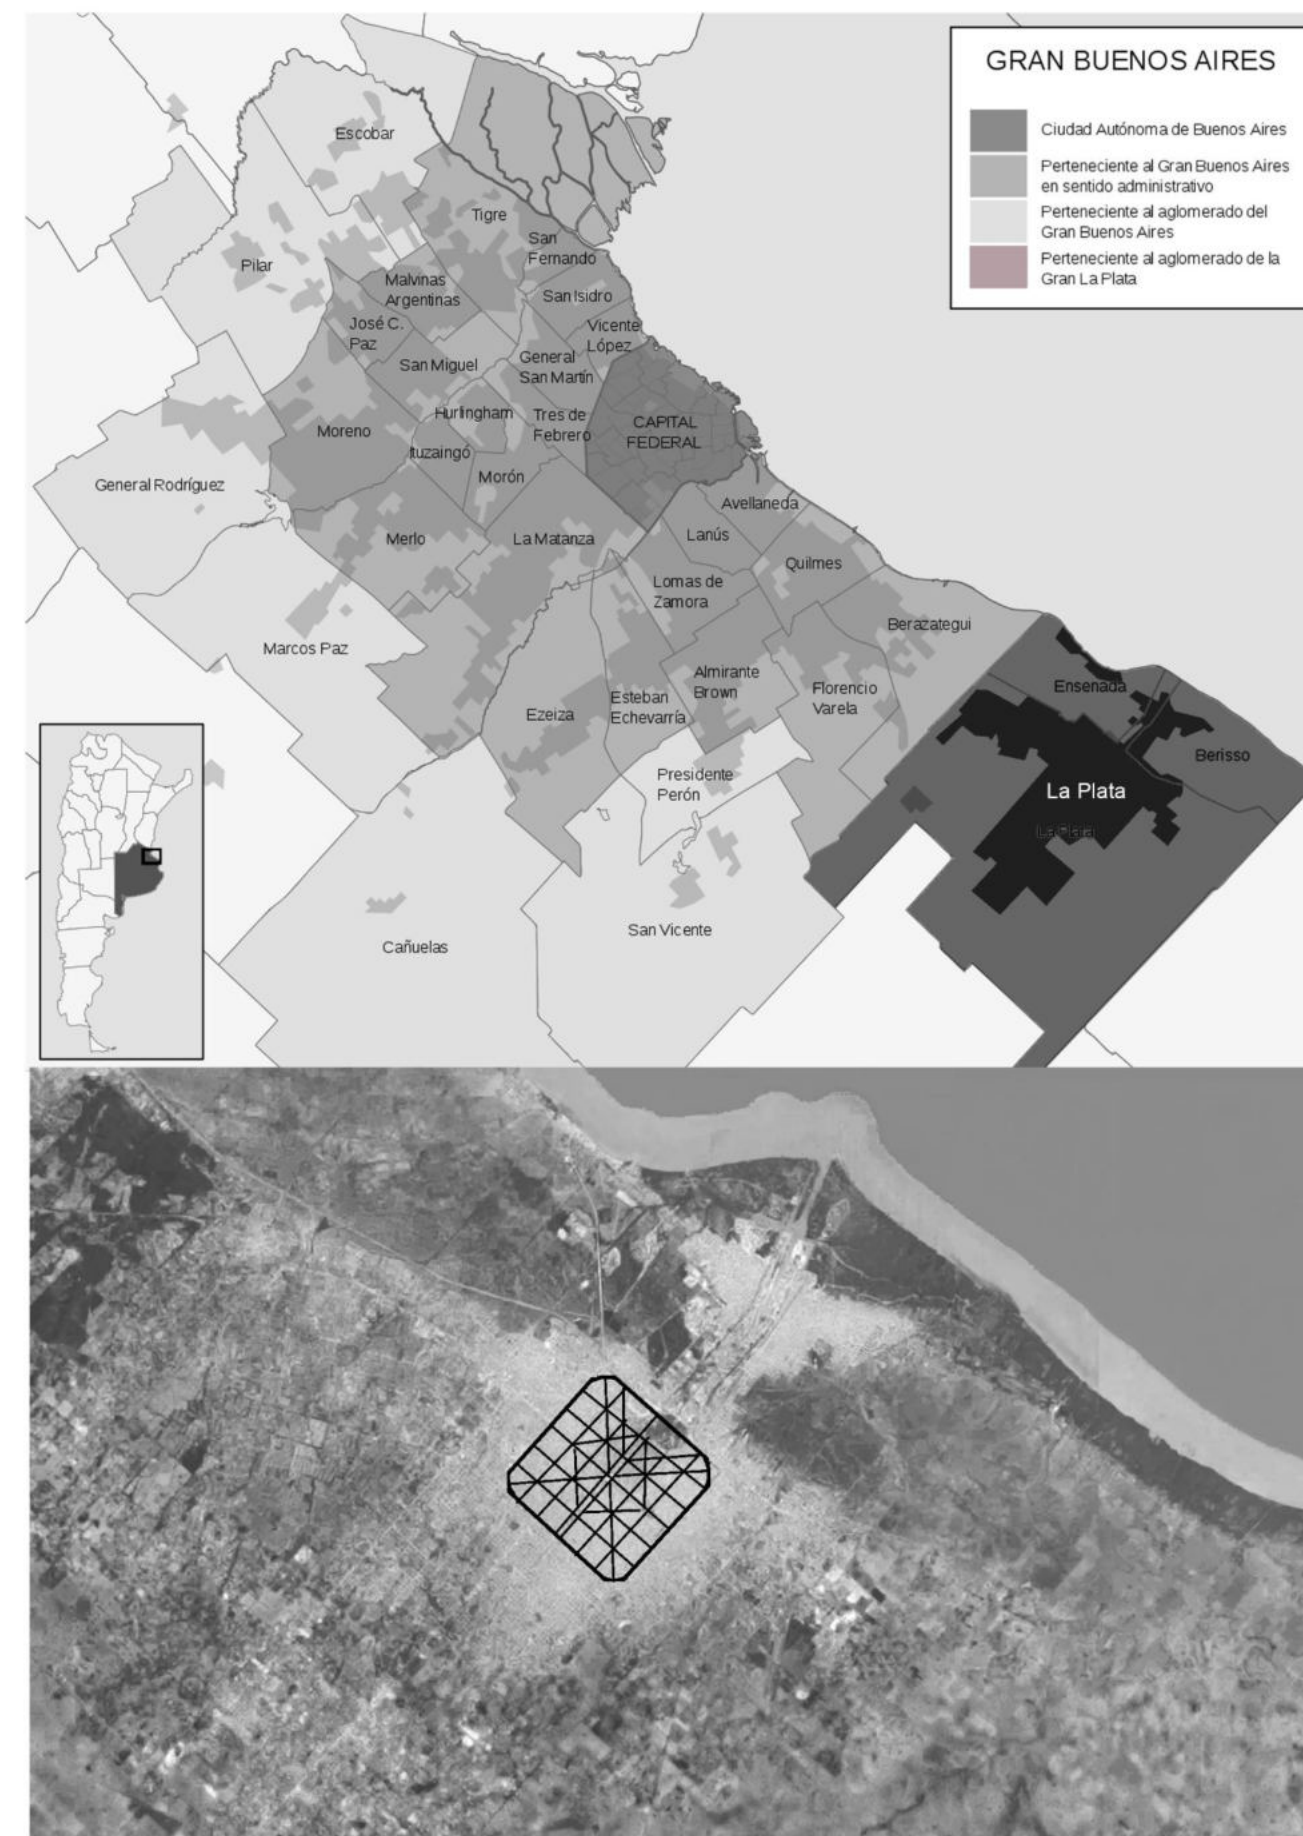 GRAN BUENOS AIRES
Ciudad Autónoma de Buenos Aires
Perteneciente al Gran Buenos Aires
en sentido administrativo
Perteneciente al aglomerado del
Gran Buenos Aires
Perteneciente al aglomerado de la
Gran La Plata
Escobar
Tigre
San
Fernando
Pilar
Malvinas
Argentinas
San Isidro
José C.
Paz
Vicente
López
San Miguel
General
San Martín
Hurlingham
Tres de
Febrero
CAPITAL
FEDERAL
Moreno
Ituzaingó
Morón
General Rodríguez
Avellaneda
Merlo
La Matanza
Lanús
Quilmes
Lomas de
Zamora
Berazategui
Marcos Paz
Almirante
Brown
Ensenada
Esteban
Echevarría
Florencio
Varela
Ezeiza
Berisso
Presidente
Perón
La Plata
La Plata
San Vicente
Cañuelas